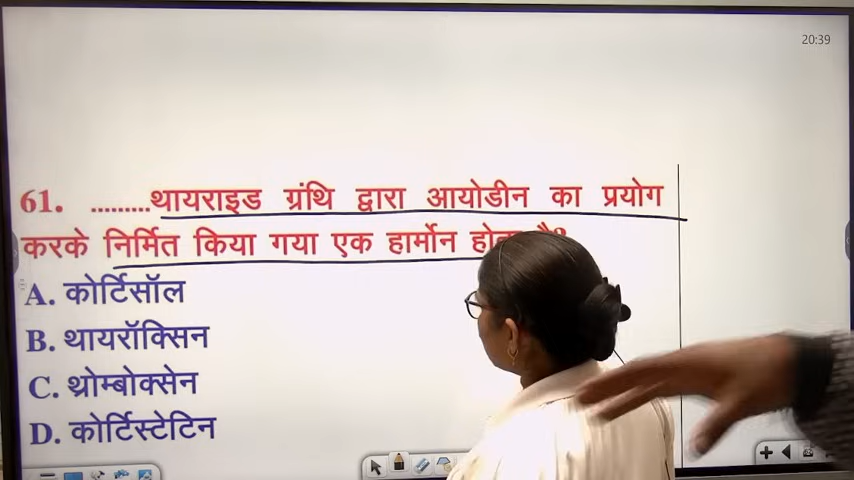 20:39
61. .........थायराइड ग्रंथि द्वारा आयोडीन का प्रयोग
करके निर्मित किया गया एक हार्मोन
A. कोर्टिसॉल
B. थायरॉक्सिन
C. थ्रोम्बोक्सेन
D. कोर्टिस्टेटिन